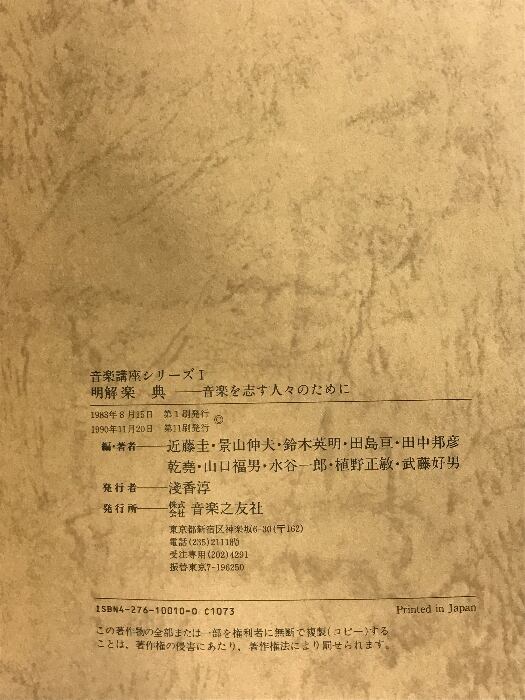 音楽講座シリーズ I
明解 楽 典 ──音楽を志す人々のために
1983年8月15日 第1刷発行 ©
1990年11月20日 第11刷発行
編・著者──近藤圭・景山伸夫・鈴木英明・田島亘・田中邦彦
乾堯・山口福男・水谷一郎・植野正敏・武藤好男
発行者──淺香淳
発行所──株式会社 音楽之友社
東京都新宿区神楽坂6-30(〒162)
電話(235)2111㈹
受注専用(202)4291
振替東京7-196250
ISBN4-276-10010-0 C1073
Printed in Japan
この著作物の全部または一部を権利者に無断で複製(コピー)する
ことは、著作権の侵害にあたり、著作権法により罰せられます。